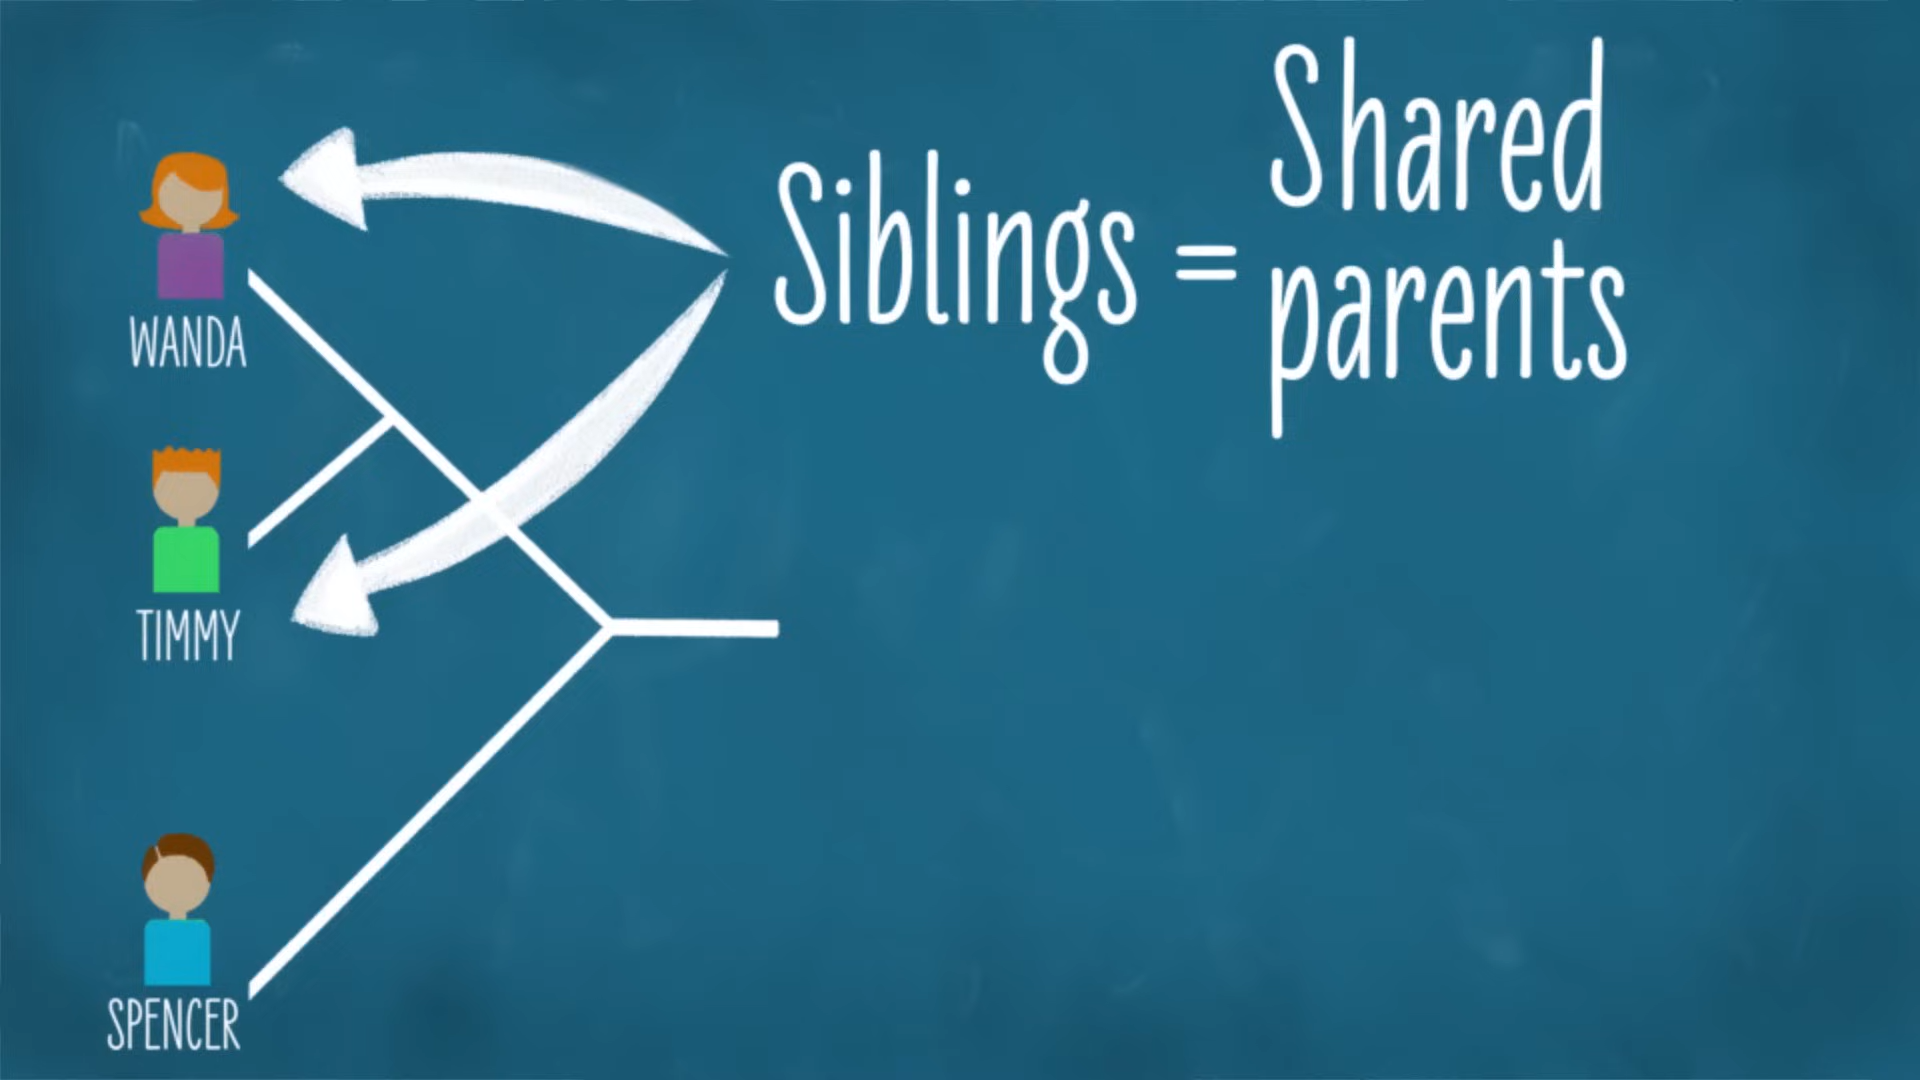 Siblings = Shared
parents
WANDA
TIMMY
SPENCER